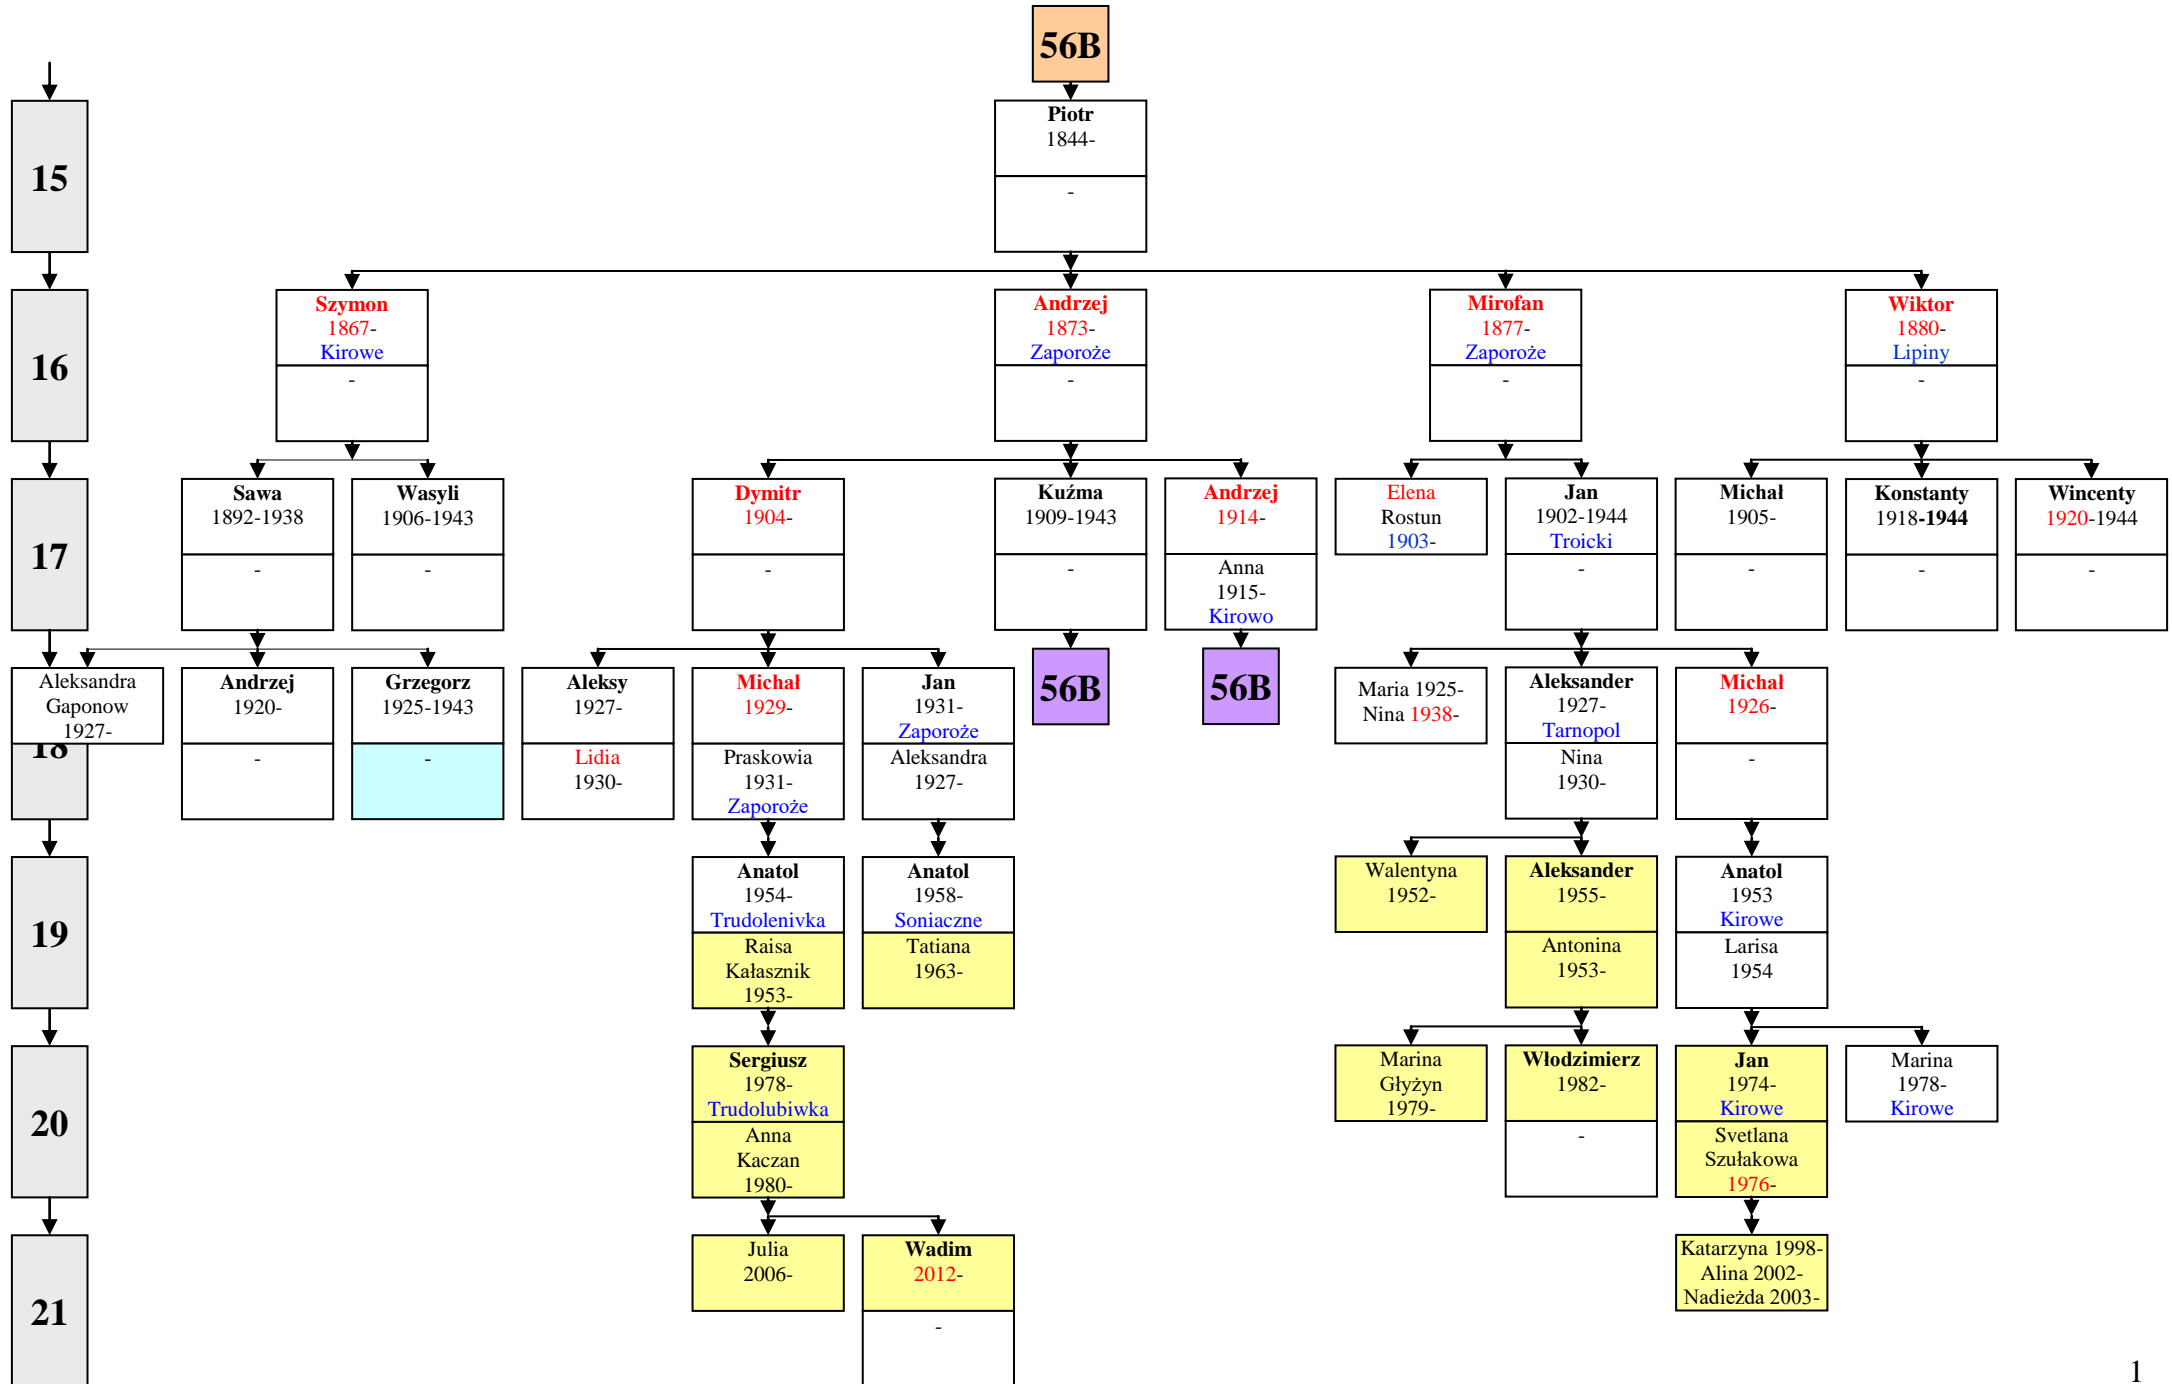 56B
15
Piotr
1844-
-
16
Szymon
1867-
Kirowe
-
Andrzej
1873-
Zaporoże
-
Mirofan
1877-
Zaporoże
-
Wiktor
1880-
Lipiny
-
17
Sawa
1892-1938
-
Wasyli
1906-1943
-
Dymitr
1904-
-
Kuźma
1909-1943
-
Andrzej
1914-
Anna
1915-
Kirowo
Elena
Rostun
1903-
Jan
1902-1944
Troicki
-
Michał
1905-
-
Konstanty
1918-1944
-
Wincenty
1920-1944
-
18
Aleksandra
Gaponow
1927-
Andrzej
1920-
-
Grzegorz
1925-1943
-
Aleksy
1927-
Lidia
1930-
Michał
1929-
Praskowia
1931-
Zaporoże
Jan
1931-
Zaporoże
Aleksandra
1927-
56B
56B
Maria 1925-
Nina 1938-
Aleksander
1927-
Tarnopol
Nina
1930-
Michał
1926-
-
19
Anatol
1954-
Trudolenivka
Raisa
Kałasznik
1953-
Anatol
1958-
Soniaczne
Tatiana
1963-
Walentyna
1952-
Aleksander
1955-
Antonina
1953-
Anatol
1953
Kirowe
Larisa
1954
20
Sergiusz
1978-
Trudolubiwka
Anna
Kaczan
1980-
Marina
Głyżyn
1979-
Włodzimierz
1982-
-
Jan
1974-
Kirowe
Svetlana
Szułakowa
1976-
Marina
1978-
Kirowe
21
Julia
2006-
Wadim
2012-
-
Katarzyna 1998-
Alina 2002-
Nadieżda 2003-
1